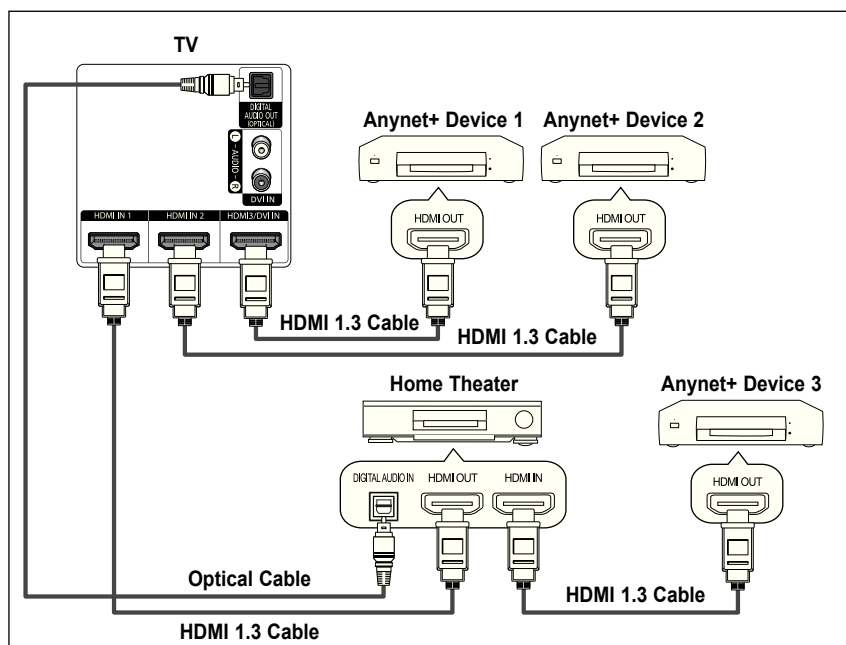 TV
DIGITAL
AUDIO OUT
(OPTICAL)
L - AUDIO - R
DVI IN
HDMI IN 1
HDMI IN 2
HDMI3/DVI IN
Anynet+ Device 1
Anynet+ Device 2
HDMI OUT
HDMI OUT
HDMI 1.3 Cable
HDMI 1.3 Cable
Home Theater
Anynet+ Device 3
DIGITAL AUDIO IN
HDMI OUT
HDMI IN
HDMI OUT
Optical Cable
HDMI 1.3 Cable
HDMI 1.3 Cable